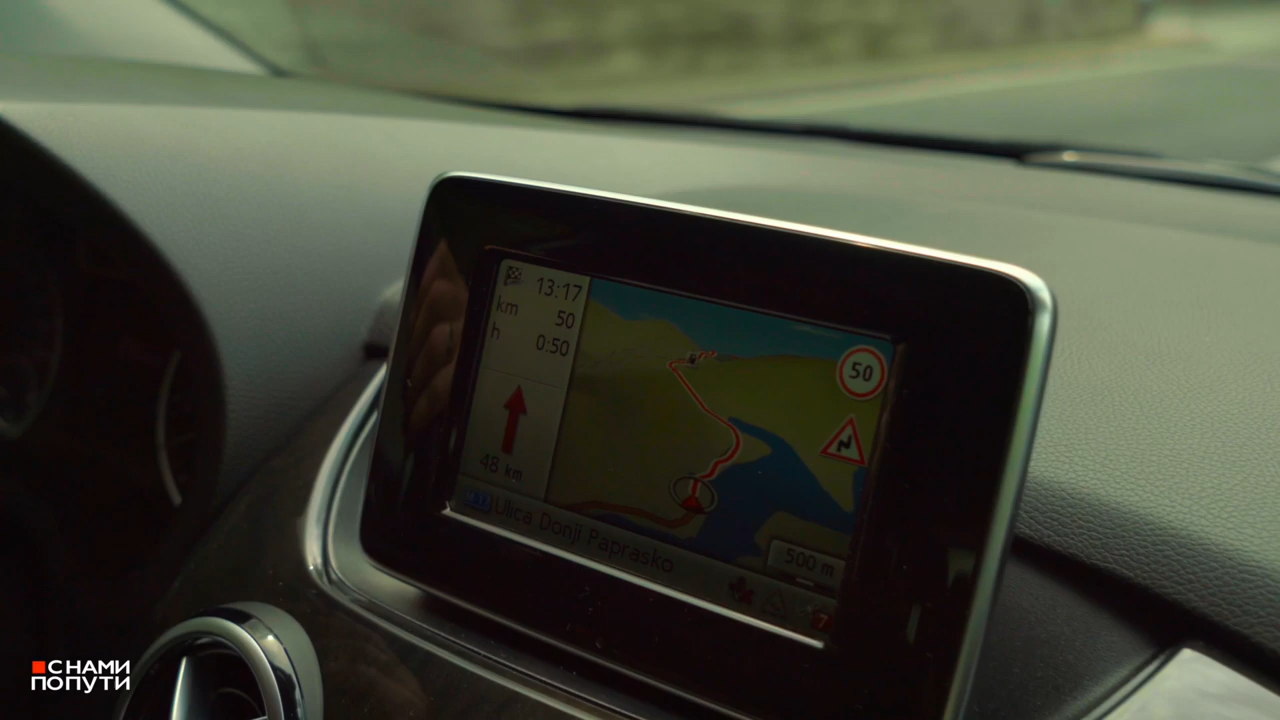 13:17
km 50
h 0:50
50
48 km
Ulica Donji Paprasko
500 m
7
С НАМИ
ПОПУТИ